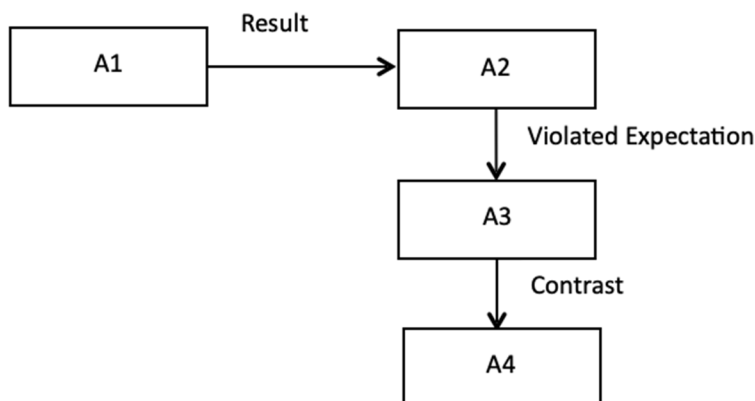 Result
A1
A2
Violated Expectation
A3
Contrast
A4